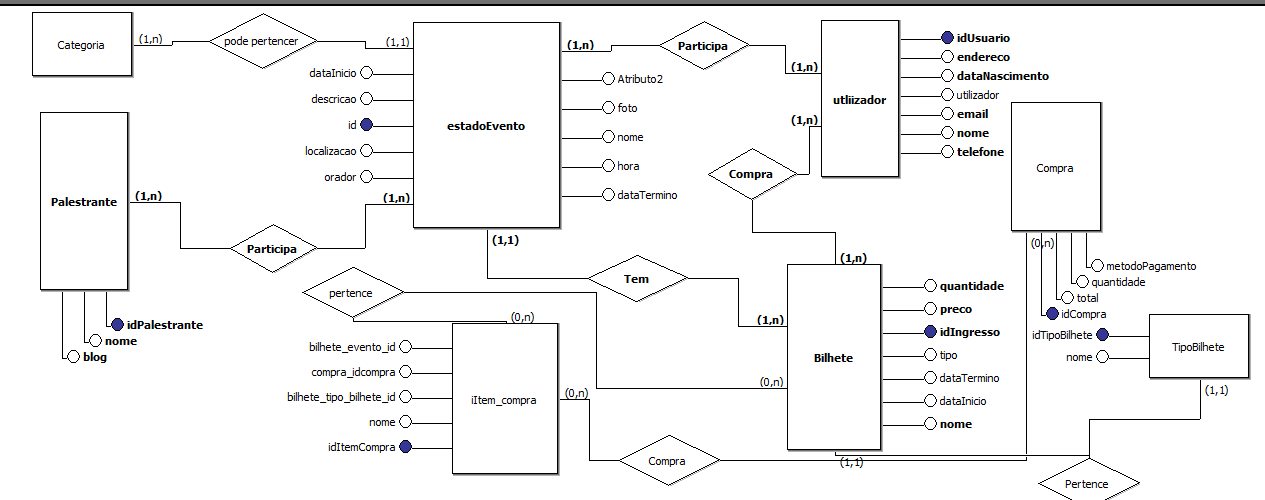 Categoria
(1,n)
pode pertencer
(1,1)
estadoEvento
dataInicio
descricao
id
localizacao
orador
(1,n)
Atributo2
foto
nome
hora
dataTermino
(1,n)
Participa
(1,n)
utliizador
idUsuario
endereco
dataNascimento
utilizador
email
nome
telefone
(1,n)
Compra
(1,n)
Compra
(0,n)
metodoPagamento
quantidade
total
idCompra
Palestrante
(1,n)
Participa
idPalestrante
nome
blog
(1,1)
Tem
(1,n)
pertence
(0,n)
(0,n)
Bilhete
quantidade
preco
idIngresso
tipo
dataTermino
dataInicio
nome
idTipoBilhete
nome
TipoBilhete
(1,1)
iItem_compra
bilhete_evento_id
compra_idcompra
bilhete_tipo_bilhete_id
nome
idItemCompra
(0,n)
Compra
(1,1)
Pertence